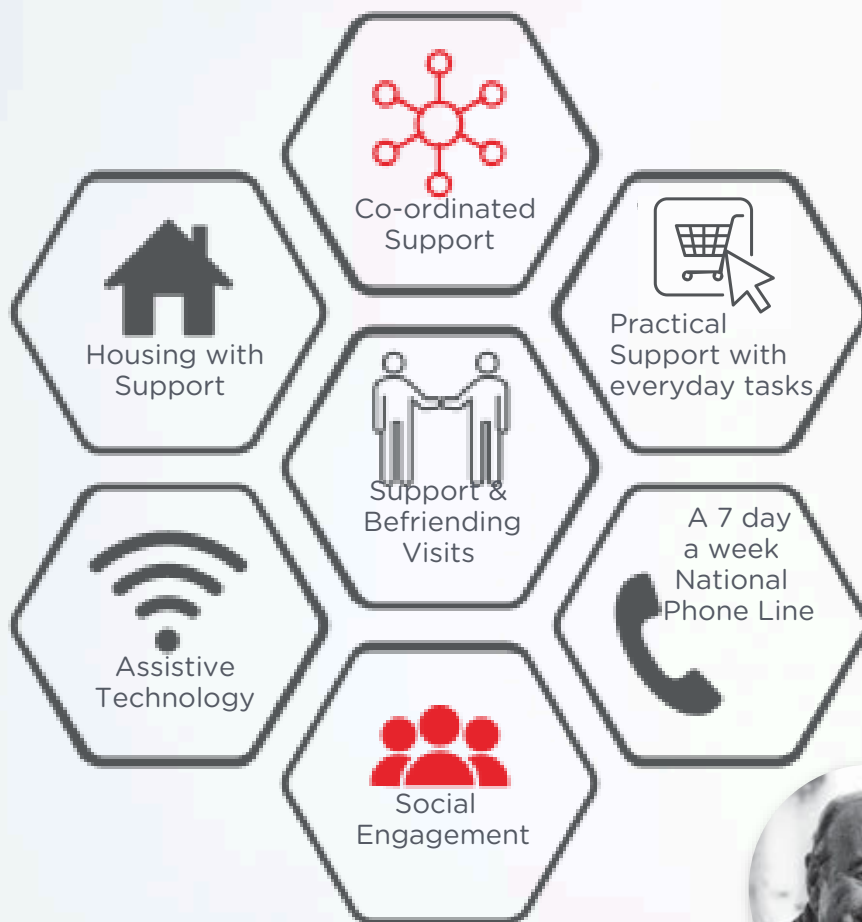 Co-ordinated
Support
Housing with
Support
Practical
Support with
everyday tasks
Support &
Befriending
Visits
Assistive
Technology
A 7 day
a week
National
Phone Line
Social
Engagement